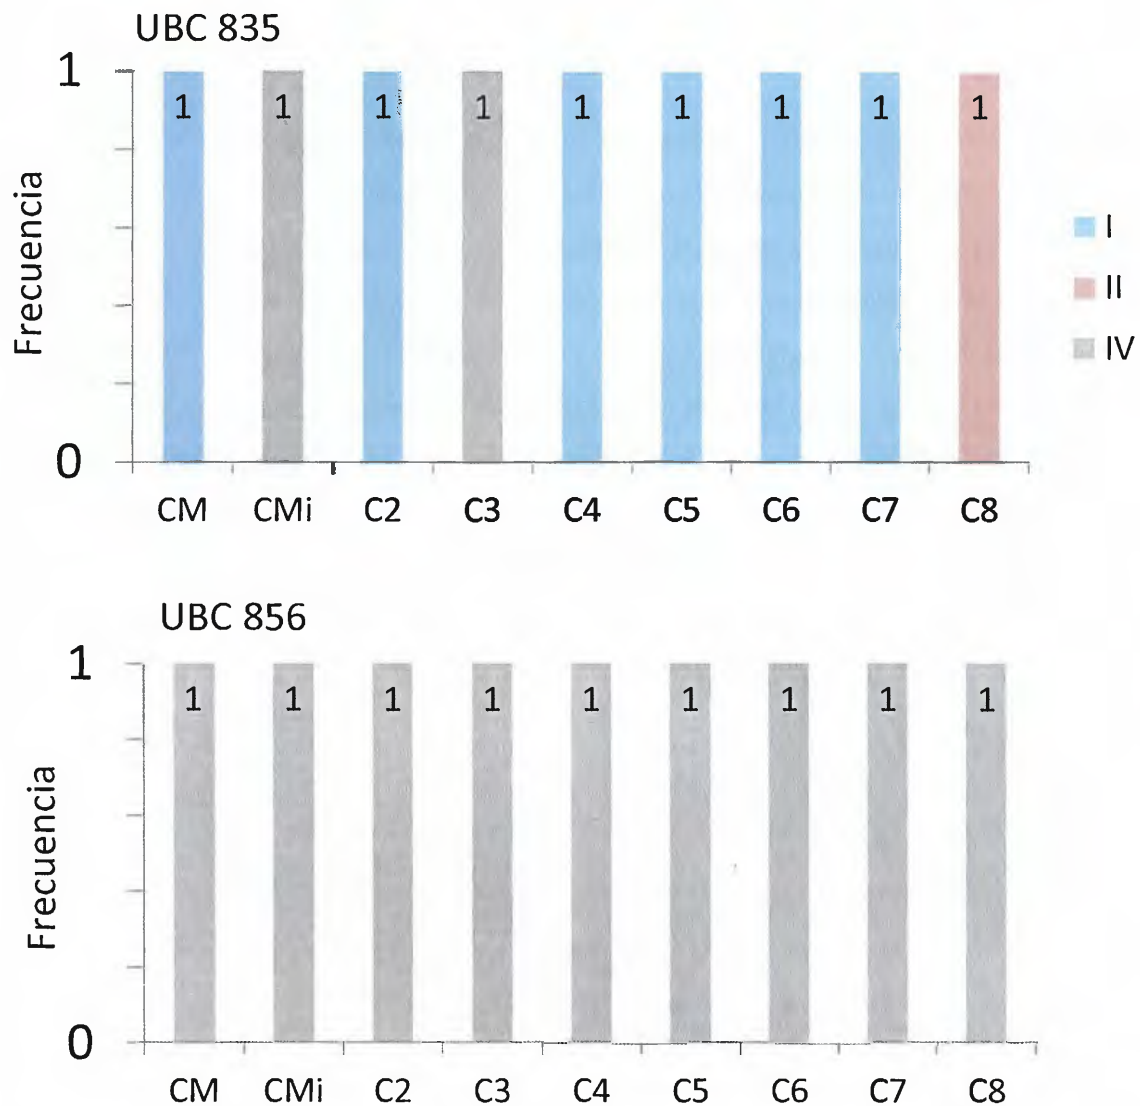 UBC 835
1
1 1 1 1 1 1 1 1 1
Frecuencia
I
II
IV
0
CM CMi C2 C3 C4 C5 C6 C7 C8
UBC 856
1
1 1 1 1 1 1 1 1 1
Frecuencia
0
CM CMi C2 C3 C4 C5 C6 C7 C8